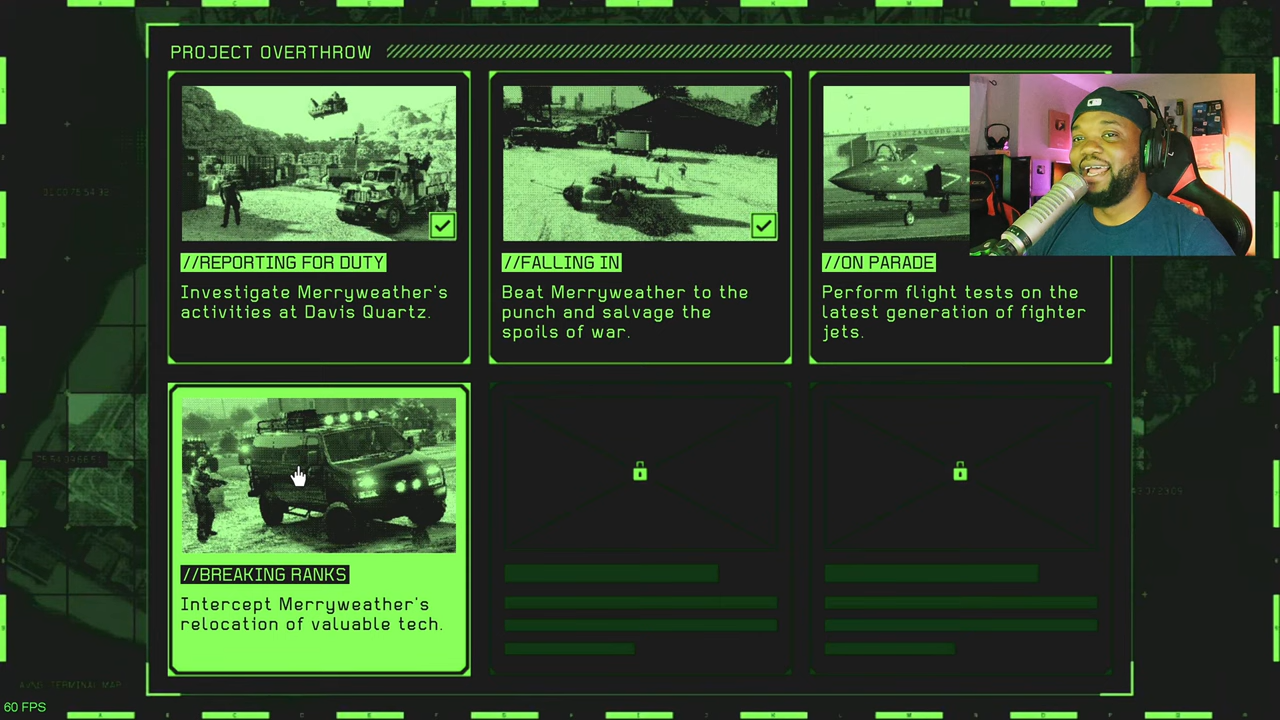 PROJECT OVERTHROW
//REPORTING FOR DUTY
Investigate Merryweather's
activities at Davis Quartz.
//FALLING IN
Beat Merryweather to the
punch and salvage the
spoils of war.
//ON PARADE
Perform flight tests on the
latest generation of fighter
jets.
//BREAKING RANKS
Intercept Merryweather's
relocation of valuable tech.
60 FPS